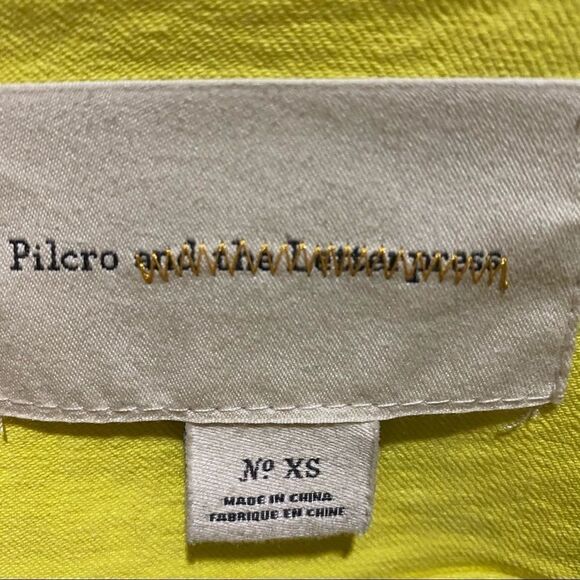 Pilcro and the Letterpress
Nº XS
MADE IN CHINA
FABRIQUE EN CHINE